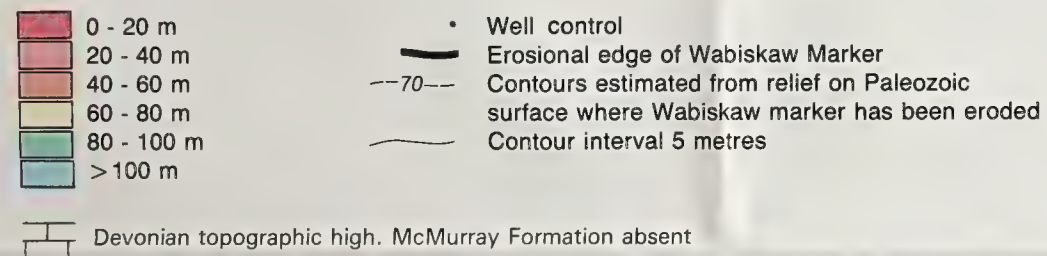 0 - 20 m
20 - 40 m
40 - 60 m
60 - 80 m
80 - 100 m
>100 m
• Well control
Erosional edge of Wabiskaw Marker
--70-- Contours estimated from relief on Paleozoic
surface where Wabiskaw marker has been eroded
Contour interval 5 metres
Devonian topographic high. McMurray Formation absent